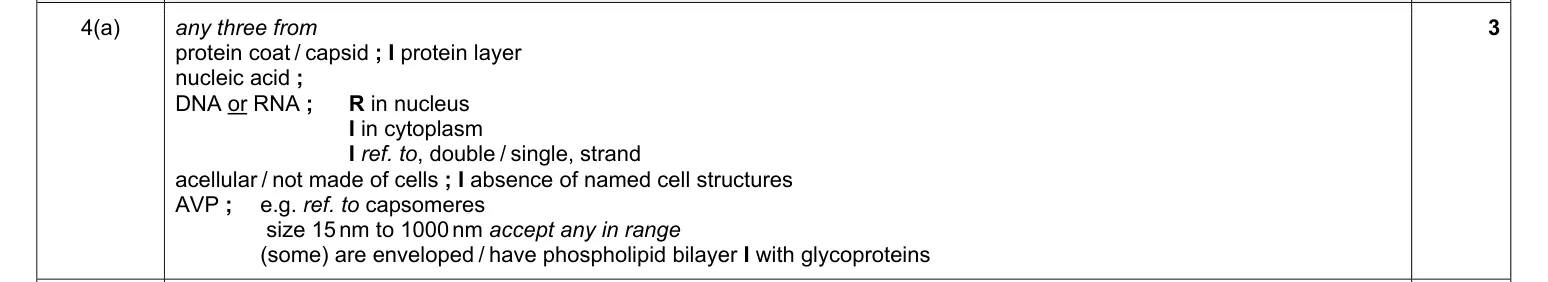 4(a) any three from 3
protein coat / capsid ; I protein layer
nucleic acid ;
DNA or RNA ; R in nucleus
I in cytoplasm
I ref. to, double / single, strand
acellular / not made of cells ; I absence of named cell structures
AVP ; e.g. ref. to capsomeres
size 15 nm to 1000 nm accept any in range
(some) are enveloped / have phospholipid bilayer I with glycoproteins